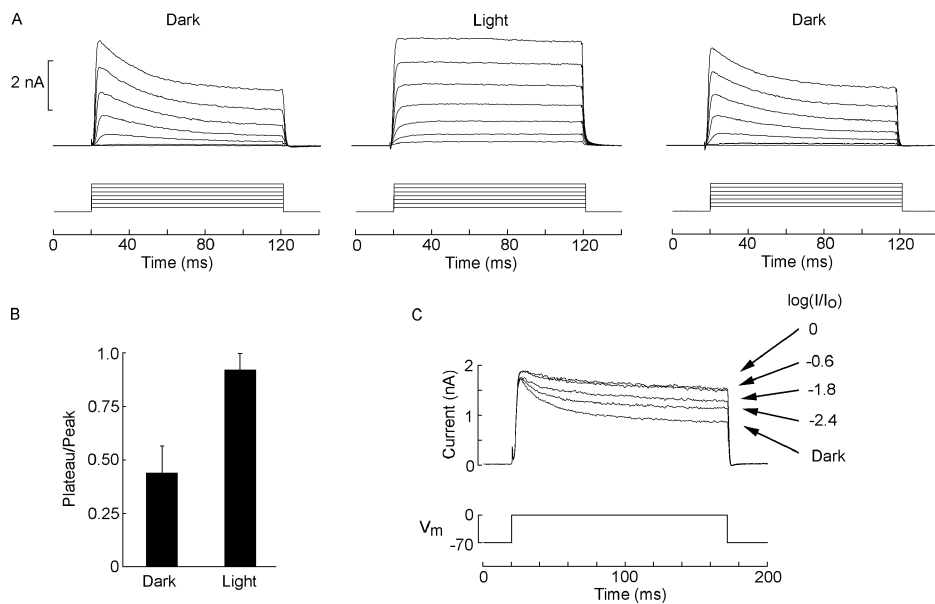 A
Dark
Light
Dark
2 nA
0 40 80 120
Time (ms)
0 40 80 120
Time (ms)
0 40 80 120
Time (ms)
B
Plateau/Peak
1.0
0.75
0.50
0.25
0
Dark Light
C
log(I/I₀)
0
-0.6
-1.8
-2.4
Dark
Current (nA)
2
1
0
Vm
0
-70
0 100 200
Time (ms)